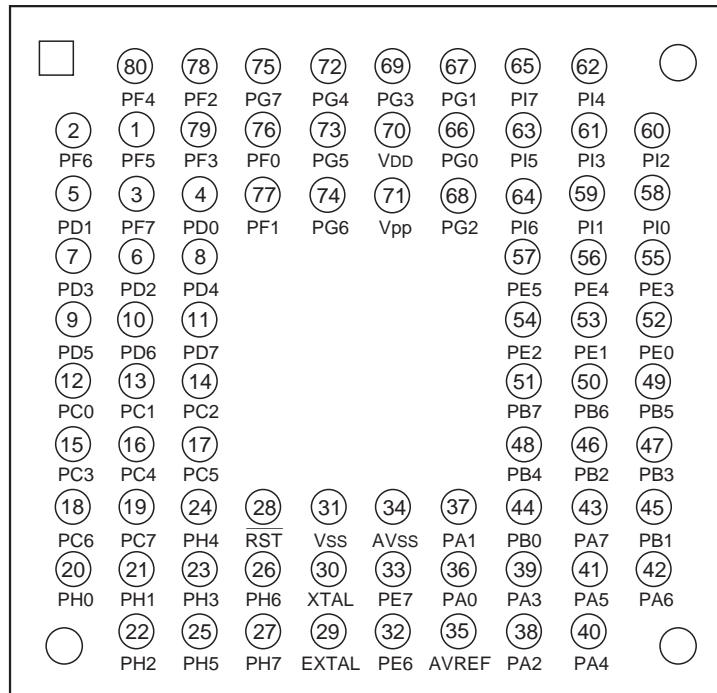 80 78 75 72 69 67 65 62
PF4 PF2 PG7 PG4 PG3 PG1 PI7 PI4
2 1 79 76 73 70 66 63 61 60
PF6 PF5 PF3 PF0 PG5 VDD PG0 PI5 PI3 PI2
5 3 4 77 74 71 68 64 59 58
PD1 PF7 PD0 PF1 PG6 Vpp PG2 PI6 PI1 PI0
7 6 8 57 56 55
PD3 PD2 PD4 PE5 PE4 PE3
9 10 11 54 53 52
PD5 PD6 PD7 PE2 PE1 PE0
12 13 14 51 50 49
PC0 PC1 PC2 PB7 PB6 PB5
15 16 17 48 46 47
PC3 PC4 PC5 PB4 PB2 PB3
18 19 24 28 31 34 37 44 43 45
PC6 PC7 PH4 R̅S̅T̅ VSS AVSS PA1 PB0 PA7 PB1
20 21 23 26 30 33 36 39 41 42
PH0 PH1 PH3 PH6 XTAL PE7 PA0 PA3 PA5 PA6
22 25 27 29 32 35 38 40
PH2 PH5 PH7 EXTAL PE6 AVREF PA2 PA4